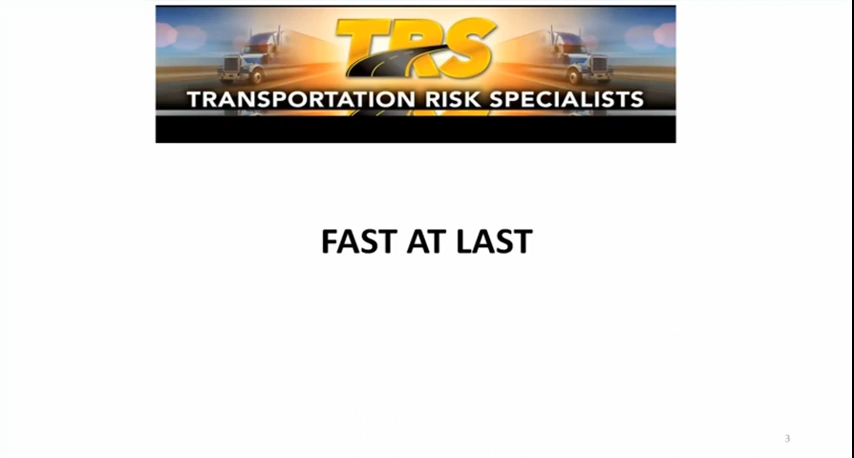 TRS
TRANSPORTATION RISK SPECIALISTS
FAST AT LAST
3